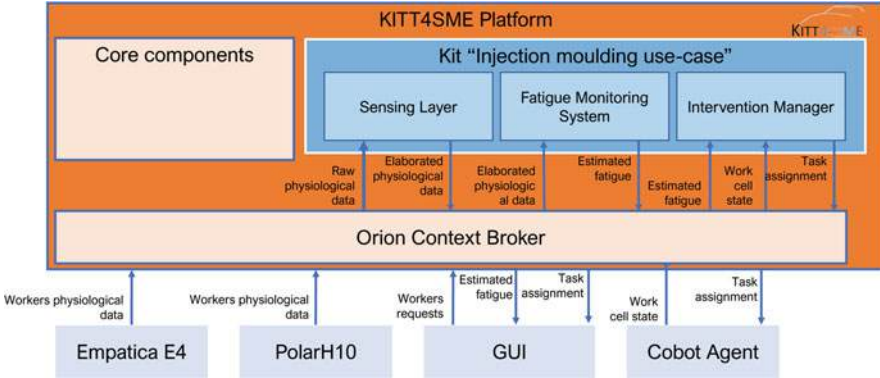 KITT4SME Platform
KITT4SME
Core components
Kit “Injection moulding use-case”
Sensing Layer
Fatigue Monitoring
System
Intervention Manager
Raw
physiological
data
Elaborated
physiological
data
Elaborated
physiologic
al data
Estimated
fatigue
Estimated
fatigue
Work
cell
state
Task
assignment
Orion Context Broker
Workers physiological
data
Workers physiological
data
Workers
requests
Estimated
fatigue
Task
assignment
Work
cell state
Task
assignment
Empatica E4
PolarH10
GUI
Cobot Agent